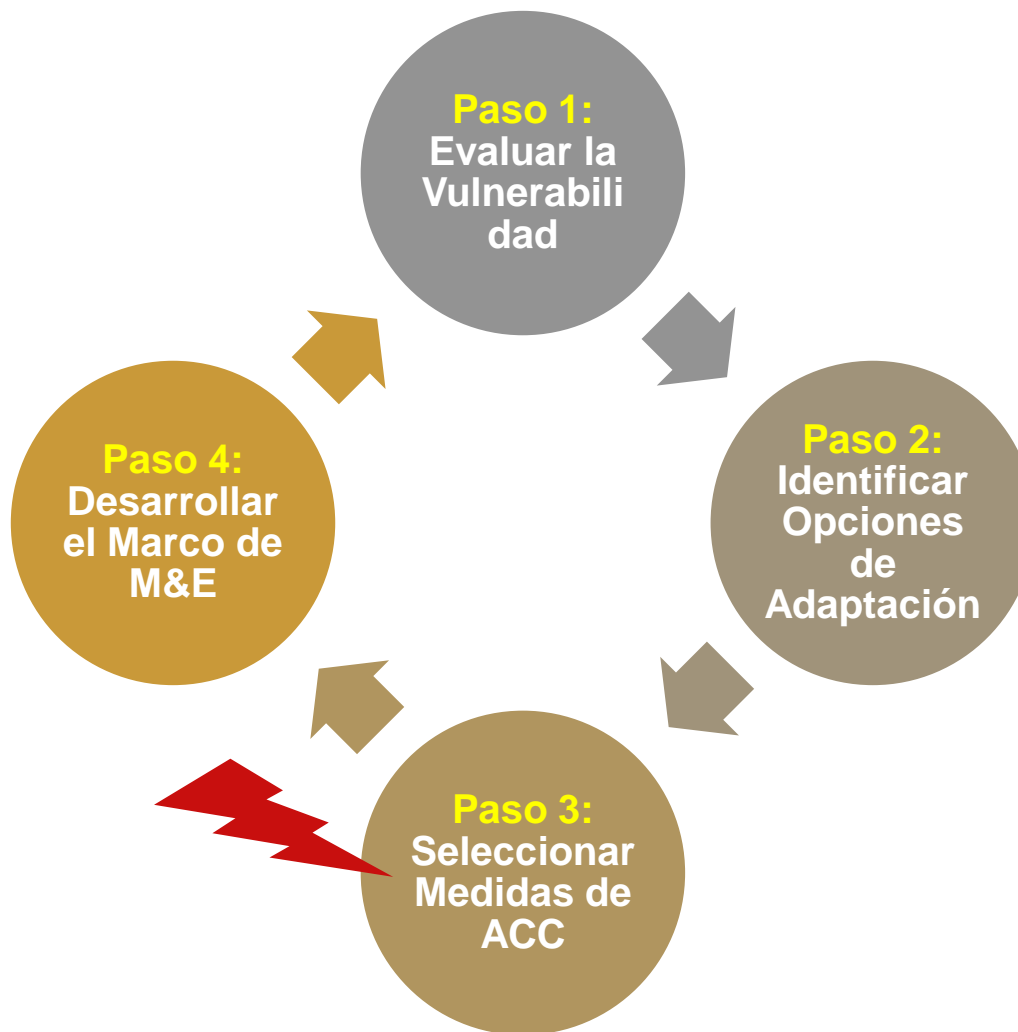 Paso 1:
Evaluar la
Vulnerabili
dad
Paso 2:
Identificar
Opciones
de
Adaptación
Paso 3:
Seleccionar
Medidas de
ACC
Paso 4:
Desarrollar
el Marco de
M&E